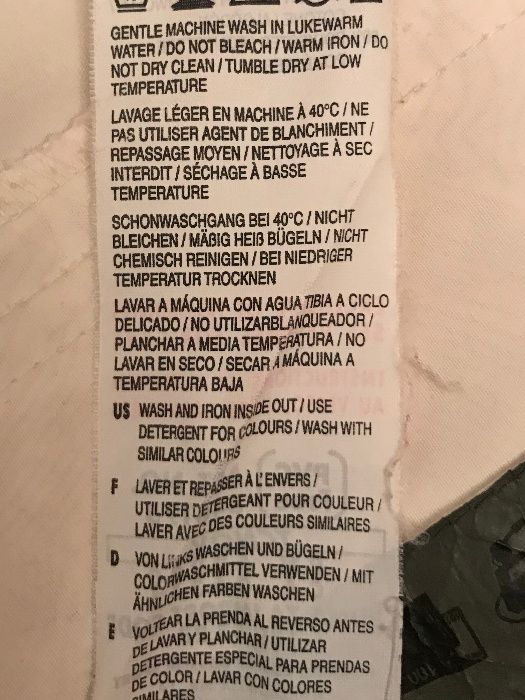 GENTLE MACHINE WASH IN LUKEWARM
WATER / DO NOT BLEACH / WARM IRON / DO
NOT DRY CLEAN / TUMBLE DRY AT LOW
TEMPERATURE
LAVAGE LÉGER EN MACHINE À 40°C / NE
PAS UTILISER AGENT DE BLANCHIMENT /
REPASSAGE MOYEN / NETTOYAGE À SEC
INTERDIT / SÉCHAGE À BASSE
TEMPERATURE
SCHONWASCHGANG BEI 40°C / NICHT
BLEICHEN / MÄßIG HEIß BÜGELN / NICHT
CHEMISCH REINIGEN / BEI NIEDRIGER
TEMPERATUR TROCKNEN
LAVAR A MÁQUINA CON AGUA TIBIA A CICLO
DELICADO / NO UTILIZARBLANQUEADOR /
PLANCHAR A MEDIA TEMPERATURA / NO
LAVAR EN SECO / SECAR A MÁQUINA A
TEMPERATURA BAJA
US WASH AND IRON INSIDE OUT / USE
DETERGENT FOR COLOURS / WASH WITH
SIMILAR COLOURS
F LAVER ET REPASSER À L'ENVERS /
UTILISER DETERGEANT POUR COULEUR /
LAVER AVEC DES COULEURS SIMILAIRES
D VON LINKS WASCHEN UND BÜGELN /
COLORWASCHMITTEL VERWENDEN / MIT
ÄHNLICHEN FARBEN WASCHEN
E VOLTEAR LA PRENDA AL REVERSO ANTES
DE LAVAR Y PLANCHAR / UTILIZAR
DETERGENTE ESPECIAL PARA PRENDAS
DE COLOR / LAVAR CON COLORES
SIMILARES